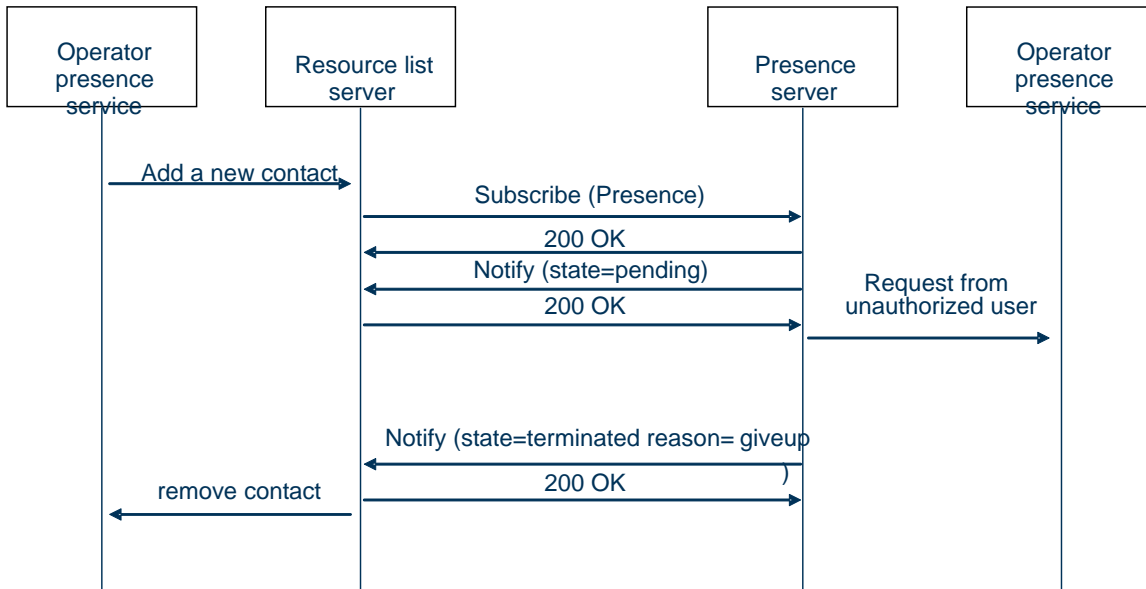 Operator
presence
service
Resource list
server
Presence
server
Operator
presence
service
Add a new contact
Subscribe (Presence)
200 OK
Notify (state=pending)
200 OK
Request from
unauthorized user
Notify (state=terminated reason= giveup
)
200 OK
remove contact